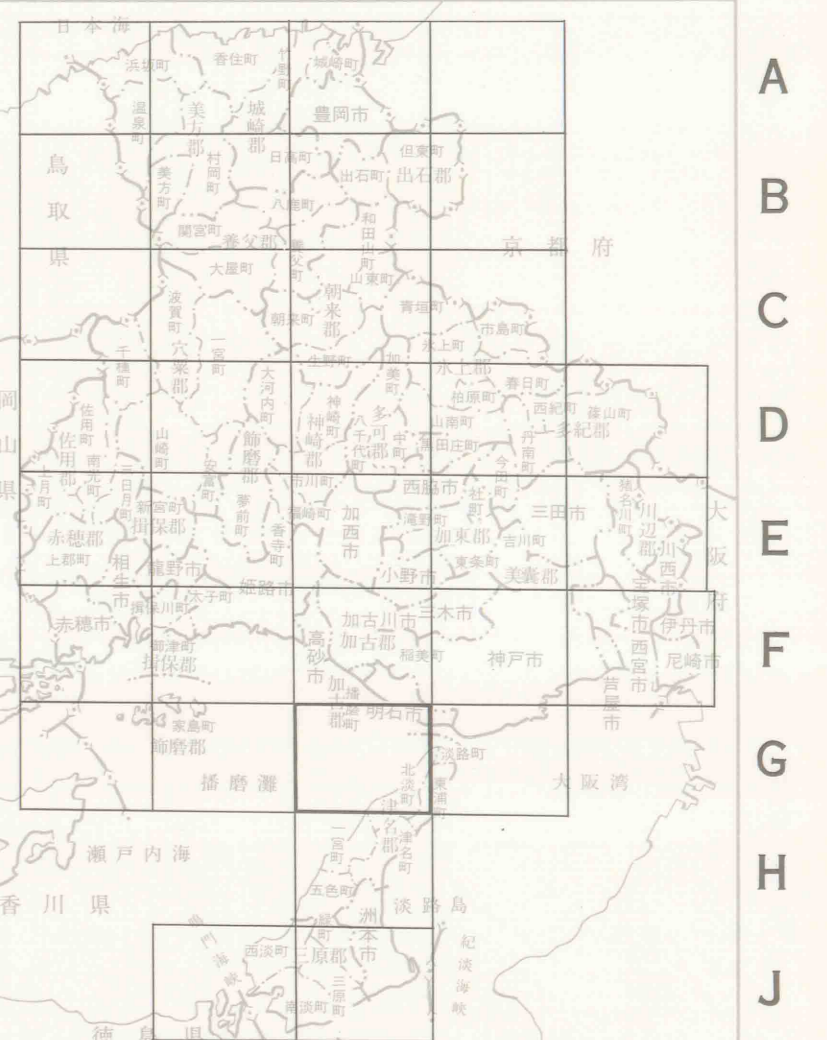 日本海
浜坂町
香住町
竹野町
城崎町
温泉町
美方郡
城崎郡
豊岡市
A
鳥取県
美方町
村岡町
日高町
出石町
但東町
出石郡
八鹿町
B
関宮町
養父郡
養父町
和田山町
京都府
大屋町
山東町
波賀町
朝来郡
朝来町
青垣町
市島町
C
千種町
宍粟郡
一宮町
生野町
加美町
氷上町
氷上郡
春日町
岡山県
佐用町
佐用郡
大河内町
神崎町
神崎郡
多可郡
八千代町
中町
柏原町
山南町
黒田庄町
西紀町
篠山町
多紀郡
丹南町
今田町
D
南光町
山崎町
安富町
飾磨郡
上月町
三日月町
新宮町
揖保郡
夢前町
市川町
福崎町
香寺町
加西市
西脇市
社町
滝野町
加東郡
三田市
吉川町
東条町
美嚢郡
猪名川町
川辺郡
川西市
大阪府
E
赤穂郡
上郡町
相生市
龍野市
姫路市
小野市
太子町
揖保川町
赤穂市
御津町
揖保郡
高砂市
加古川市
加古郡
稲美町
三木市
神戸市
宝塚市
西宮市
伊丹市
尼崎市
芦屋市
F
家島町
飾磨郡
播磨灘
加古郡
播磨町
明石市
淡路町
北淡町
東浦町
大阪湾
G
瀬戸内海
香川県
津名郡
津名町
一宮町
五色町
淡路島
H
洲本市
緑町
西淡町
三原郡
三原町
南淡町
鳴門海峡
紀淡海峡
徳島県
J